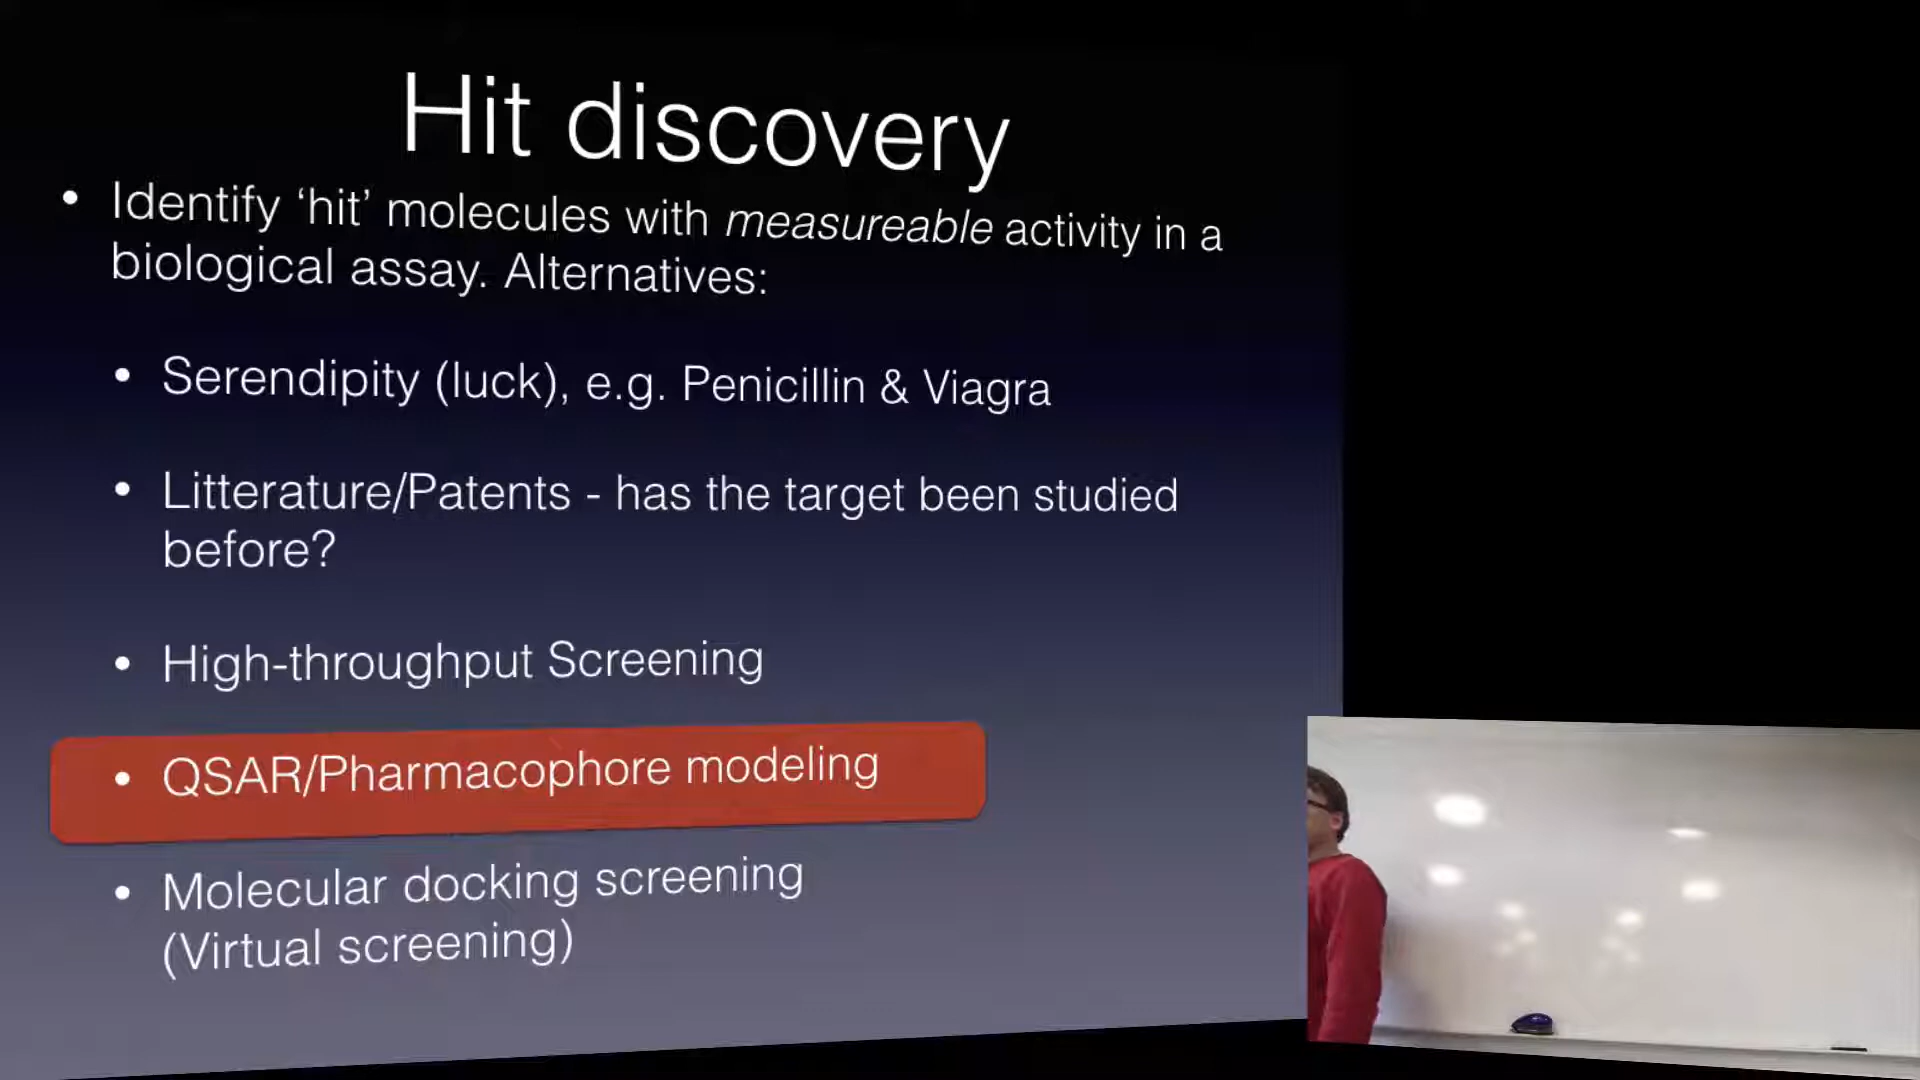 Hit discovery
• Identify ‘hit’ molecules with measureable activity in a
biological assay. Alternatives:
• Serendipity (luck), e.g. Penicillin & Viagra
• Litterature/Patents - has the target been studied
before?
• High-throughput Screening
• QSAR/Pharmacophore modeling
• Molecular docking screening
(Virtual screening)